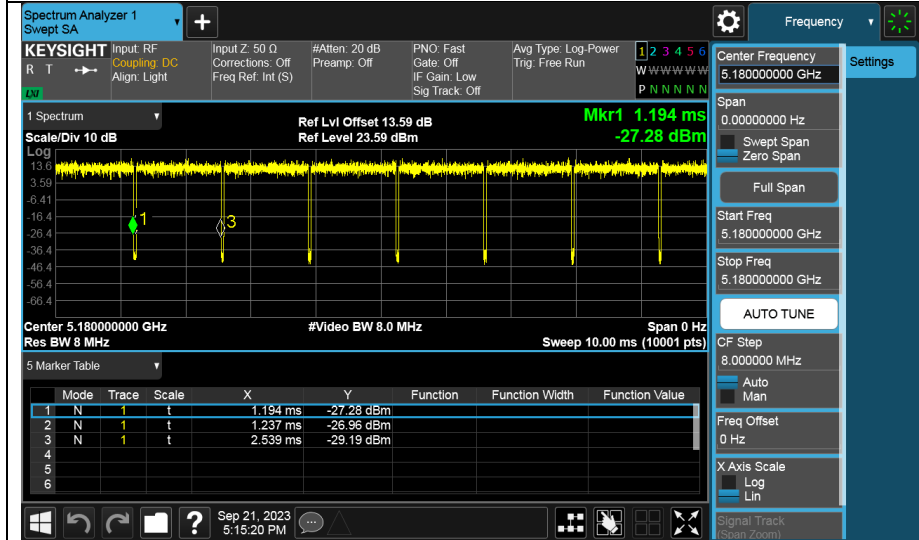 Spectrum Analyzer 1
Swept SA
Frequency
KEYSIGHT
R T
LXI
Input: RF
Coupling: DC
Align: Light
Input Z: 50 Ω
Corrections: Off
Freq Ref: Int (S)
#Atten: 20 dB
Preamp: Off
PNO: Fast
Gate: Off
IF Gain: Low
Sig Track: Off
Avg Type: Log-Power
Trig: Free Run
1 2 3 4 5 6
W W W W W W
P N N N N N
Center Frequency
5.180000000 GHz
Settings
Span
0.00000000 Hz
Swept Span
Zero Span
Full Span
Start Freq
5.180000000 GHz
Stop Freq
5.180000000 GHz
AUTO TUNE
CF Step
8.000000 MHz
Auto
Man
Freq Offset
0 Hz
X Axis Scale
Log
Lin
Signal Track
(Span Zoom)
1 Spectrum
Scale/Div 10 dB
Ref Lvl Offset 13.59 dB
Ref Level 23.59 dBm
Mkr1 1.194 ms
-27.28 dBm
Log
13.6
3.59
-6.41
-16.4
-26.4
-36.4
-46.4
-56.4
-66.4
1
3
Center 5.180000000 GHz
#Video BW 8.0 MHz
Span 0 Hz
Res BW 8 MHz
Sweep 10.00 ms (10001 pts)
5 Marker Table
Mode Trace Scale X Y Function Function Width Function Value
1 N 1 t 1.194 ms -27.28 dBm
2 N 1 t 1.237 ms -26.96 dBm
3 N 1 t 2.539 ms -29.19 dBm
4
5
6
?
Sep 21, 2023
5:15:20 PM